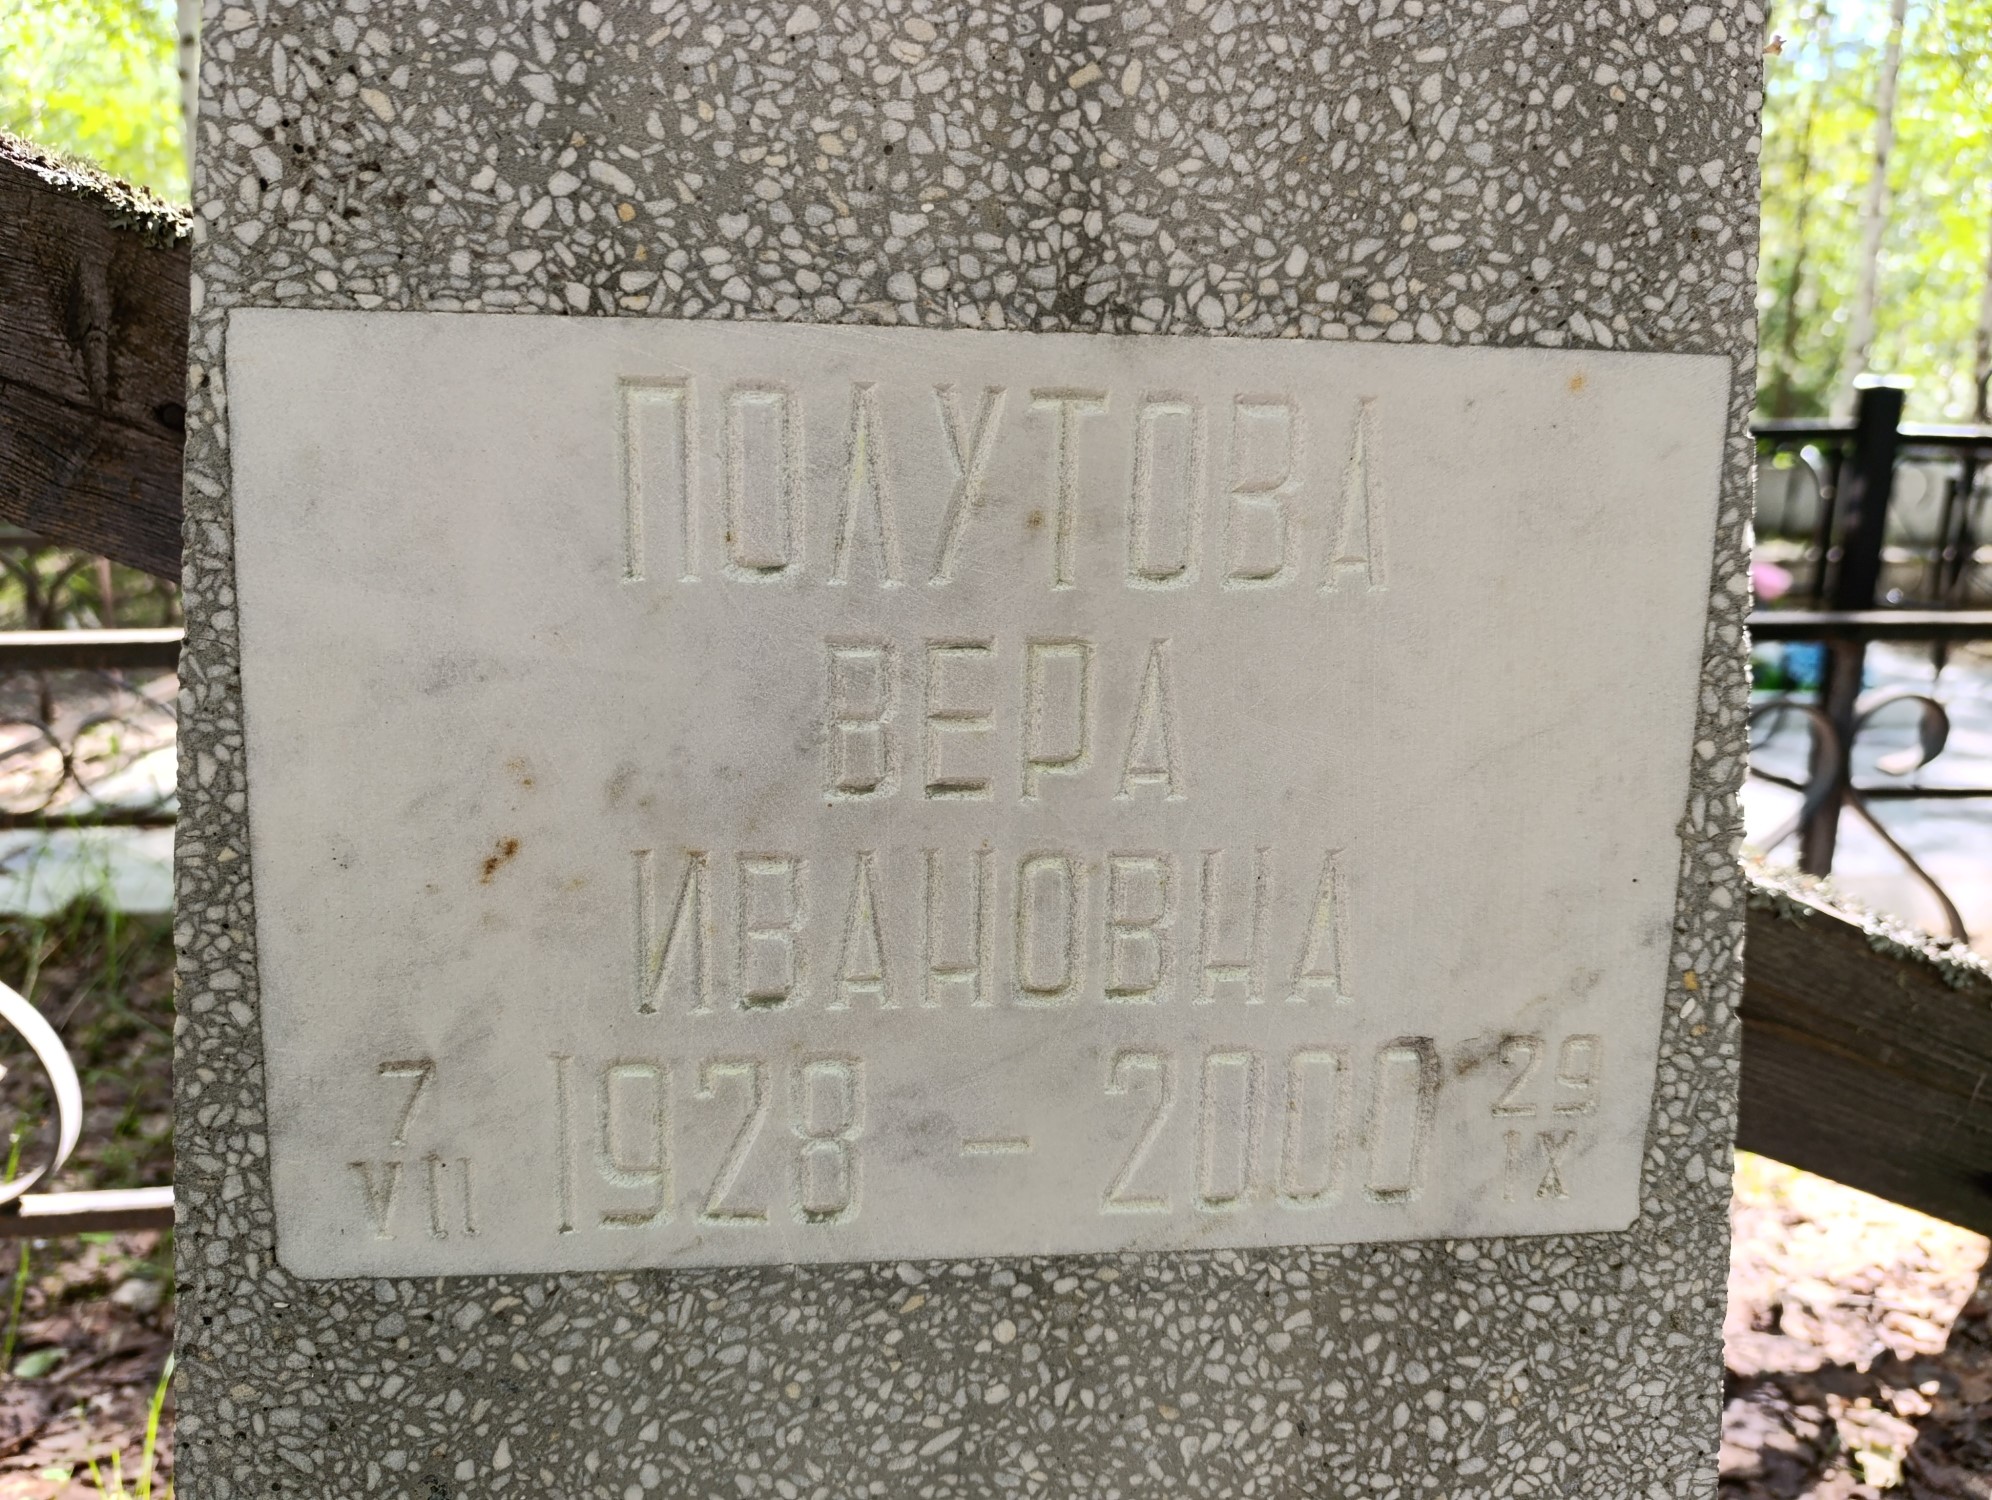 ПОЛУТОВА
ВЕРА
ИВАНОВНА
7 VII 1928 – 2000 29 IX